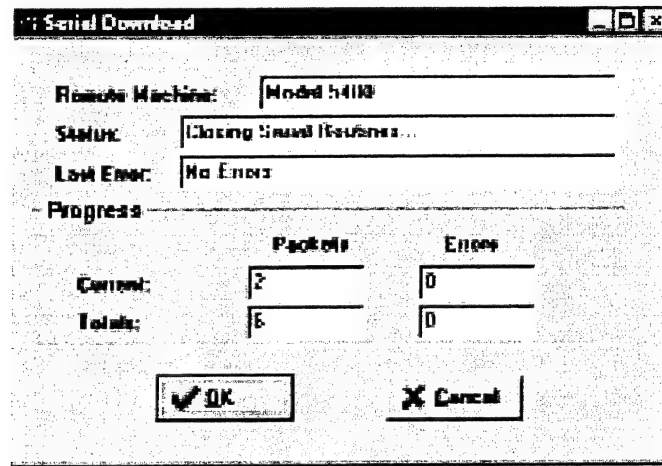 Serial Download
Remote Machine: Model 5400
Status: Closing Serial Routines...
Last Error: No Errors
Progress
Packets Errors
Current: 2 0
Totals: 6 0
OK Cancel